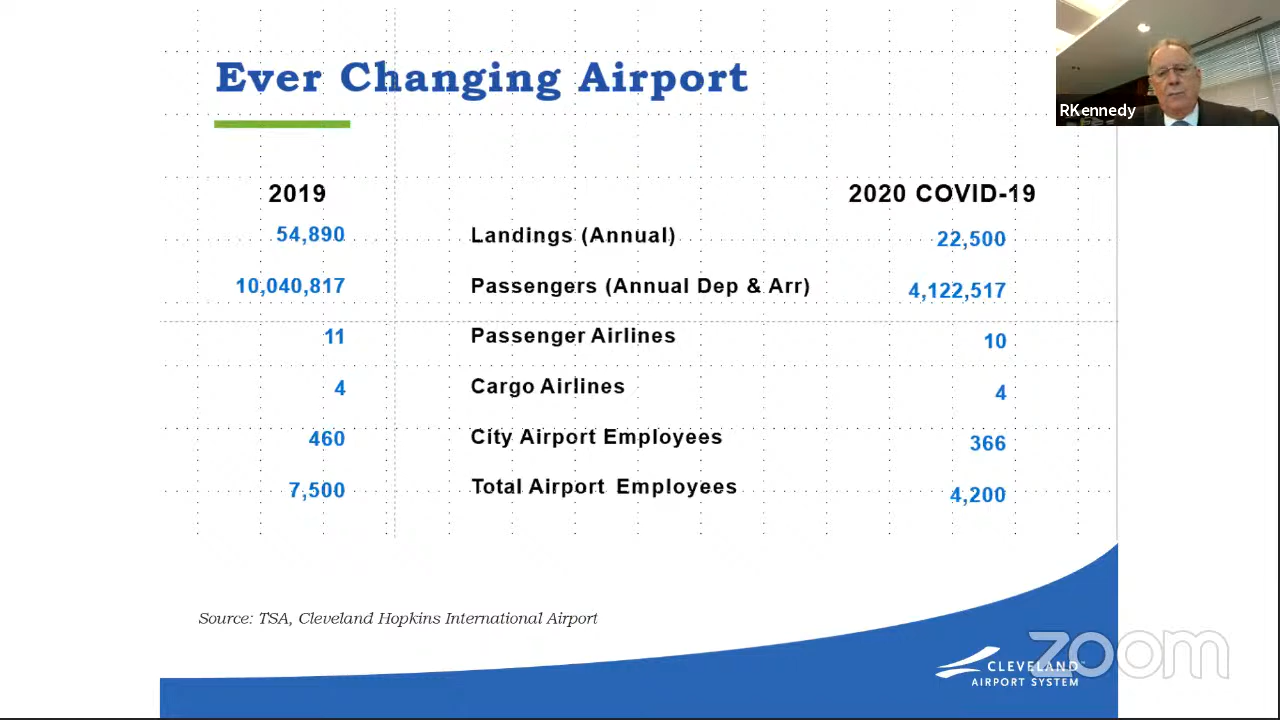 Ever Changing Airport
RKennedy
2019
2020 COVID-19
54,890
Landings (Annual)
22,500
10,040,817
Passengers (Annual Dep & Arr)
4,122,517
11
Passenger Airlines
10
4
Cargo Airlines
4
460
City Airport Employees
366
7,500
Total Airport Employees
4,200
Source: TSA, Cleveland Hopkins International Airport
CLEVELAND
AIRPORT SYSTEM
zoom